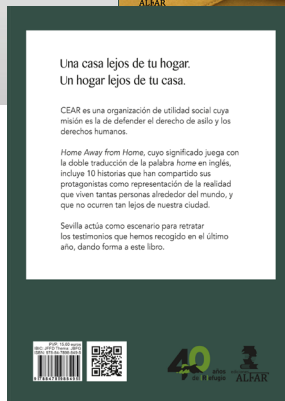 ALFAR
Una casa lejos de tu hogar.
Un hogar lejos de tu casa.
CEAR es una organización de utilidad social cuya
misión es la de defender el derecho de asilo y los
derechos humanos.
Home Away from Home, cuyo significado juega con
la doble traducción de la palabra home en inglés,
incluye 10 historias que han compartido sus
protagonistas como representación de la realidad
que viven tantas personas alrededor del mundo, y
que no ocurren tan lejos de nuestra ciudad.
Sevilla actúa como escenario para retratar
los testimonios que hemos recogido en el último
año, dando forma a este libro.
40 años
de Refugio
ALFAR